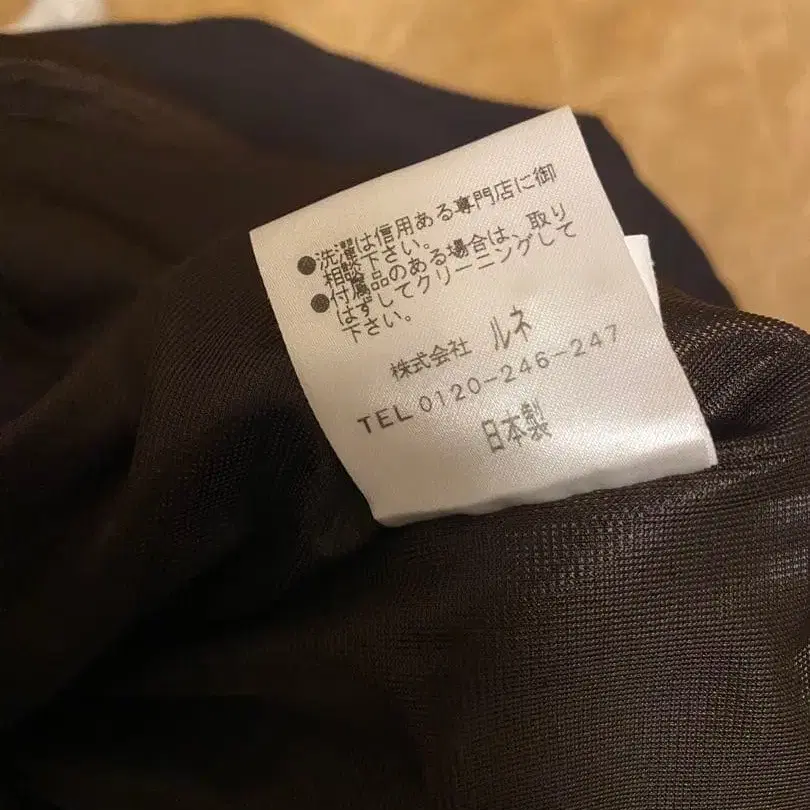 ●洗濯は信用ある専門店に御
相談下さい。
●付属品のある場合は、取り
はずしてクリーニングして
下さい。
株式会社 ルネ
TEL 0120-246-247
日本製